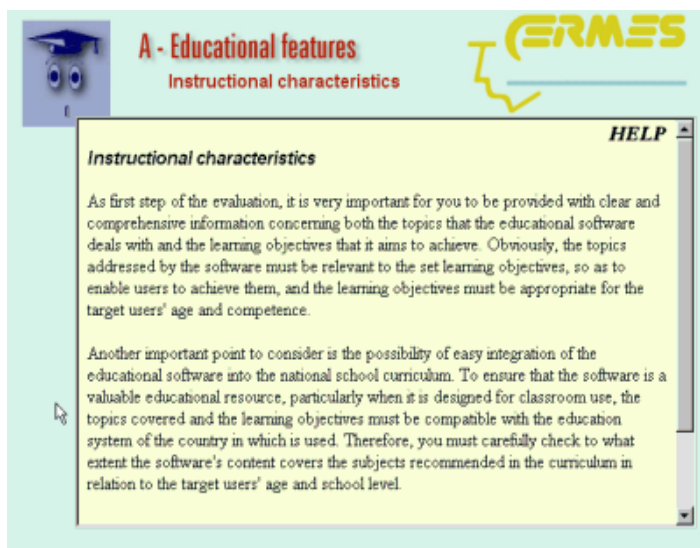 A - Educational features
Instructional characteristics
ERMES
HELP
Instructional characteristics
As first step of the evaluation, it is very important for you to be provided with clear and
comprehensive information concerning both the topics that the educational software
deals with and the learning objectives that it aims to achieve. Obviously, the topics
addressed by the software must be relevant to the set learning objectives, so as to
enable users to achieve them, and the learning objectives must be appropriate for the
target users' age and competence.
Another important point to consider is the possibility of easy integration of the
educational software into the national school curriculum. To ensure that the software is a
valuable educational resource, particularly when it is designed for classroom use, the
topics covered and the learning objectives must be compatible with the education
system of the country in which is used. Therefore, you must carefully check to what
extent the software's content covers the subjects recommended in the curriculum in
relation to the target users' age and school level.